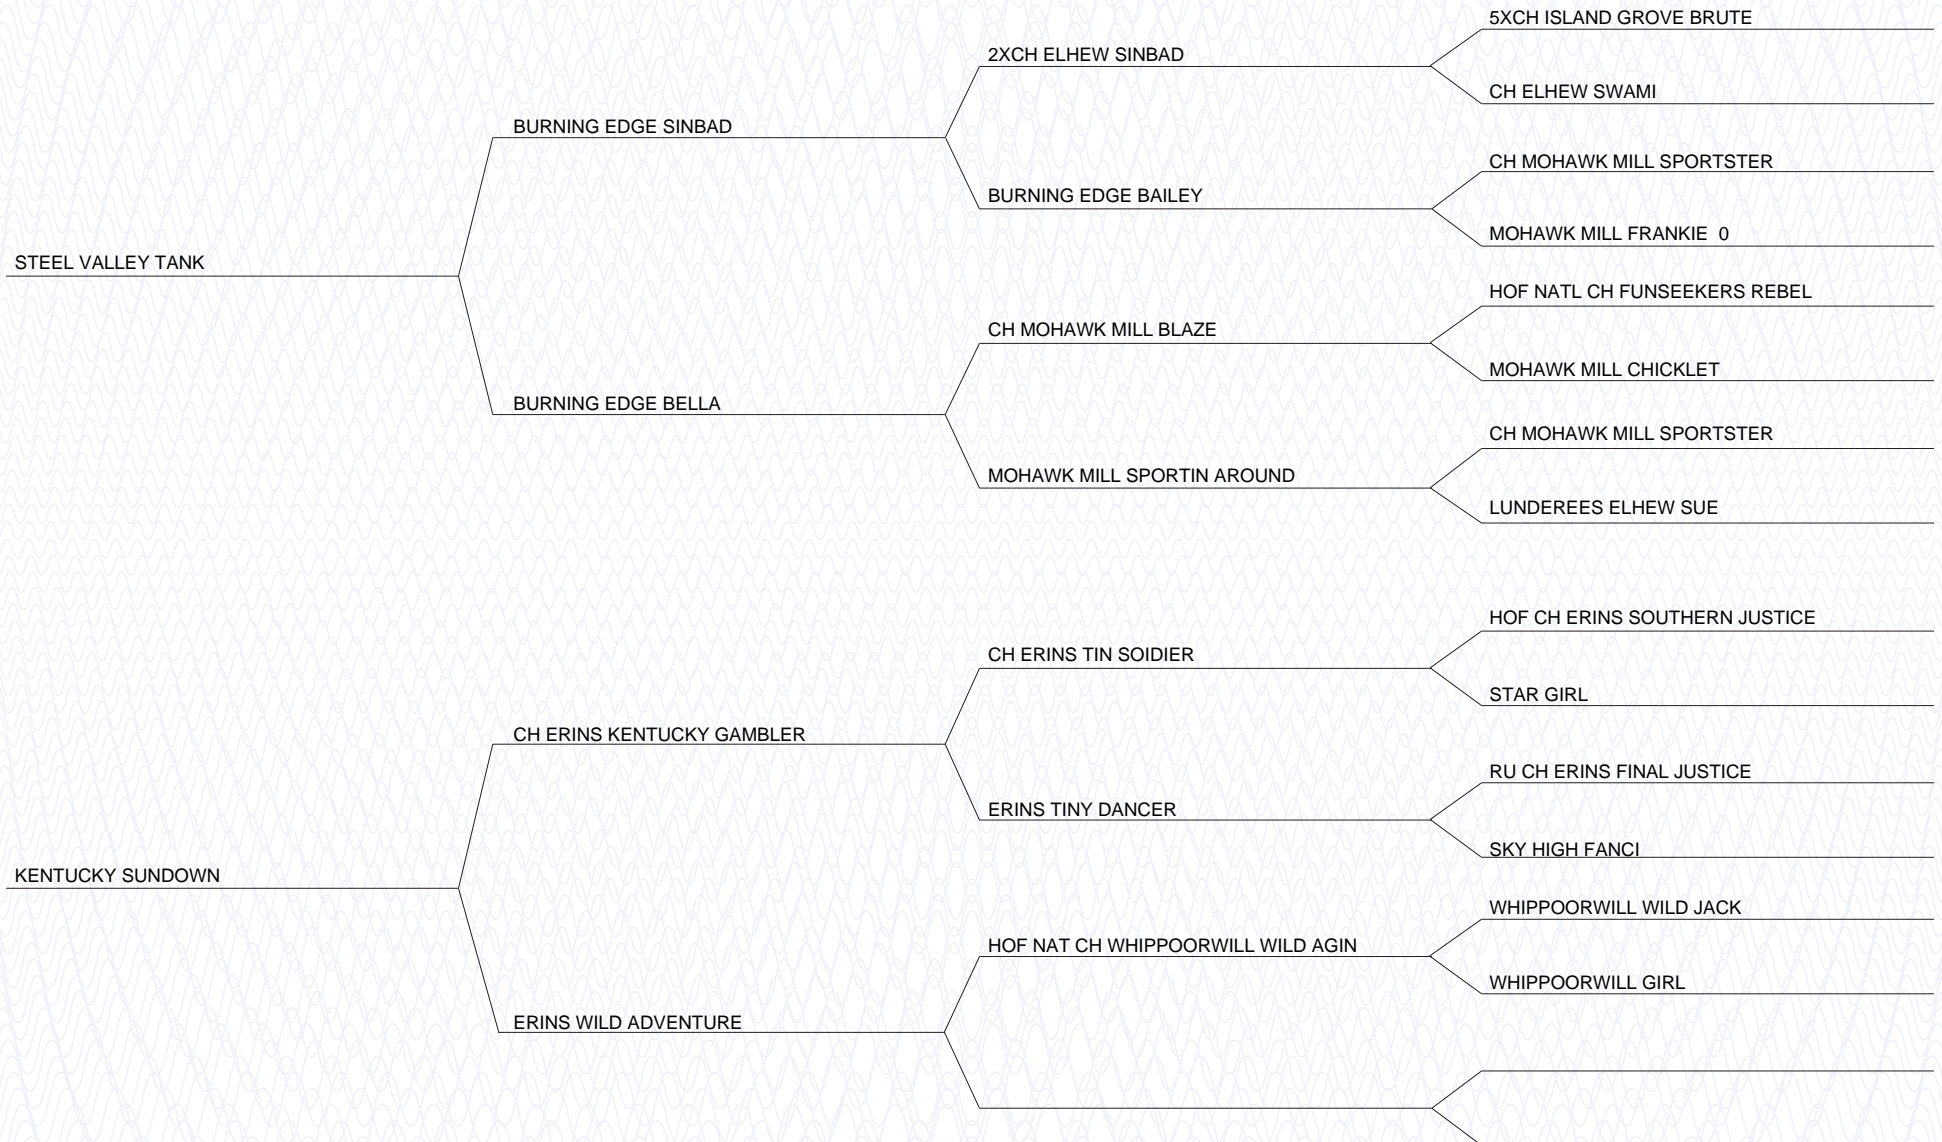 5XCH ISLAND GROVE BRUTE
2XCH ELHEW SINBAD
CH ELHEW SWAMI
BURNING EDGE SINBAD
CH MOHAWK MILL SPORTSTER
BURNING EDGE BAILEY
MOHAWK MILL FRANKIE  0
STEEL VALLEY TANK
HOF NATL CH FUNSEEKERS REBEL
CH MOHAWK MILL BLAZE
MOHAWK MILL CHICKLET
BURNING EDGE BELLA
CH MOHAWK MILL SPORTSTER
MOHAWK MILL SPORTIN AROUND
LUNDEREES ELHEW SUE
HOF CH ERINS SOUTHERN JUSTICE
CH ERINS TIN SOIDIER
STAR GIRL
CH ERINS KENTUCKY GAMBLER
RU CH ERINS FINAL JUSTICE
ERINS TINY DANCER
SKY HIGH FANCI
KENTUCKY SUNDOWN
WHIPPOORWILL WILD JACK
HOF NAT CH WHIPPOORWILL WILD AGIN
WHIPPOORWILL GIRL
ERINS WILD ADVENTURE